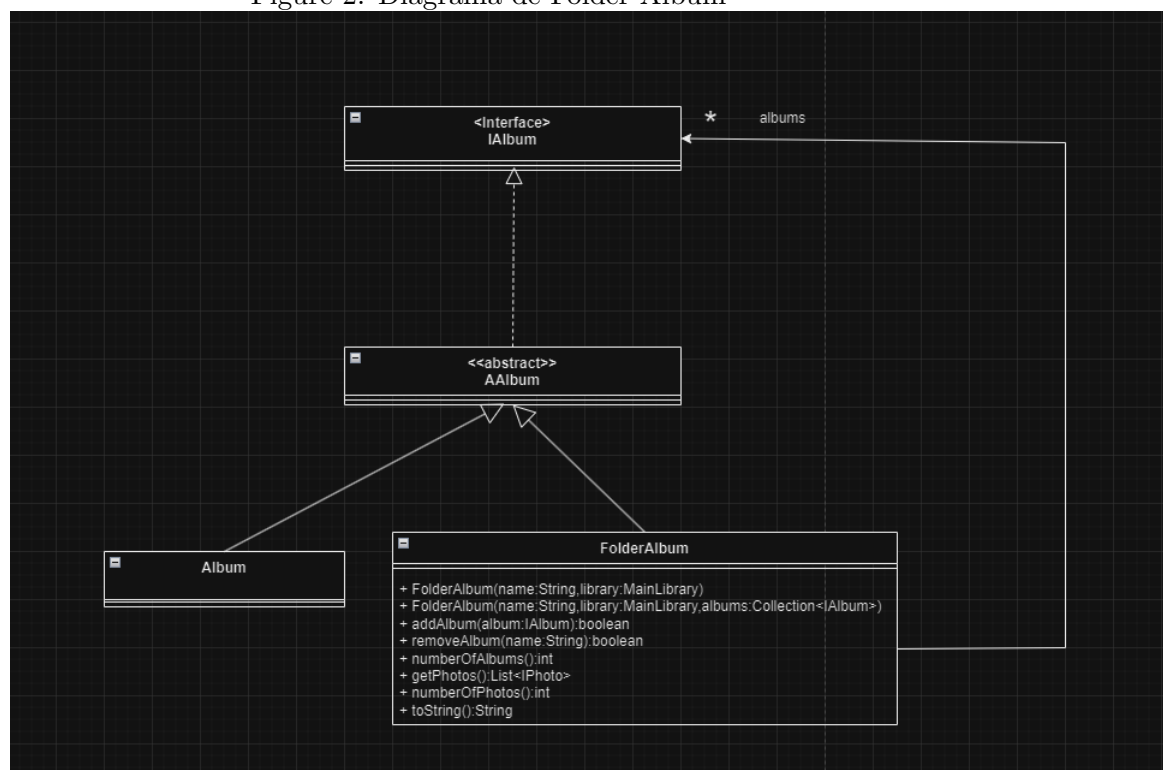 Figure 2: Diagrama de Folder Album
<Interface>
IAlbum
* albums
<<abstract>>
AAlbum
Album
FolderAlbum
+ FolderAlbum(name:String,library:MainLibrary)
+ FolderAlbum(name:String,library:MainLibrary,albums:Collection<IAlbum>)
+ addAlbum(album:IAlbum):boolean
+ removeAlbum(name:String):boolean
+ numberOfAlbums():int
+ getPhotos():List<IPhoto>
+ numberOfPhotos():int
+ toString():String